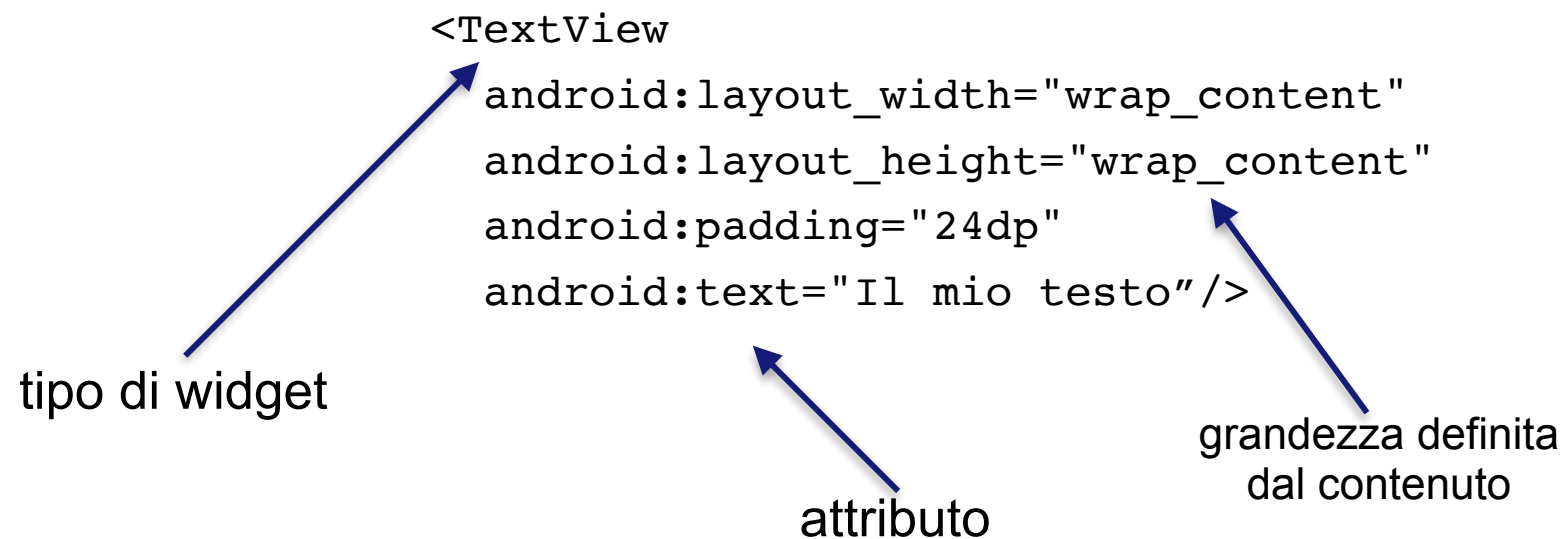 <TextView
android:layout_width="wrap_content"
android:layout_height="wrap_content"
android:padding="24dp"
android:text="Il mio testo”/>
tipo di widget
grandezza definita
dal contenuto
attributo